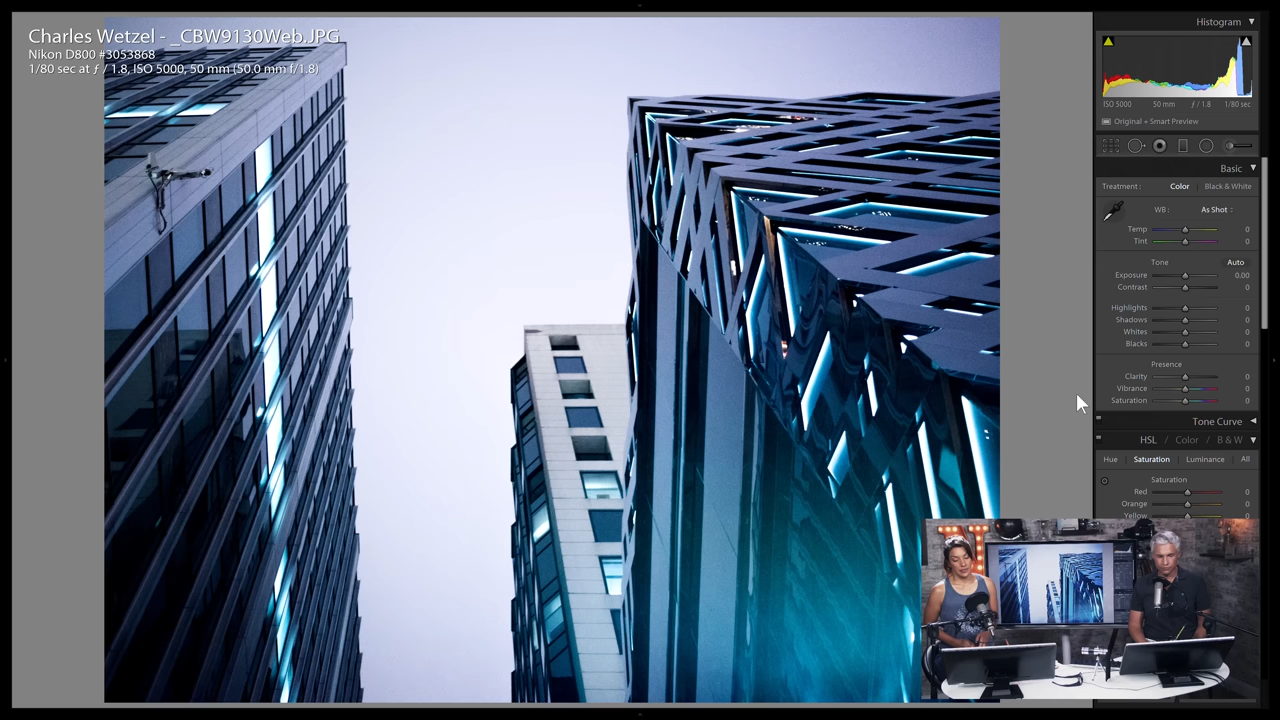 Charles Wetzel - _CBW9130Web.JPG
Nikon D800 #3053868
1/80 sec at ƒ / 1.8, ISO 5000, 50 mm (50.0 mm f/1.8)
Histogram
ISO 5000 50 mm ƒ / 1.8 1/80 sec
Original + Smart Preview
Basic
Treatment : Color Black & White
WB : As Shot
Temp 0
Tint 0
Tone Auto
Exposure 0.00
Contrast 0
Highlights 0
Shadows 0
Whites 0
Blacks 0
Presence
Clarity 0
Vibrance 0
Saturation 0
Tone Curve
HSL / Color / B & W
Hue Saturation Luminance All
Saturation
Red 0
Orange 0
Yellow 0